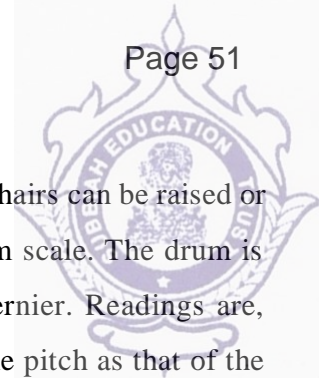 Page 51
EDUCATION
hairs can be raised or
m scale. The drum is
ernier. Readings are,
e pitch as that of the